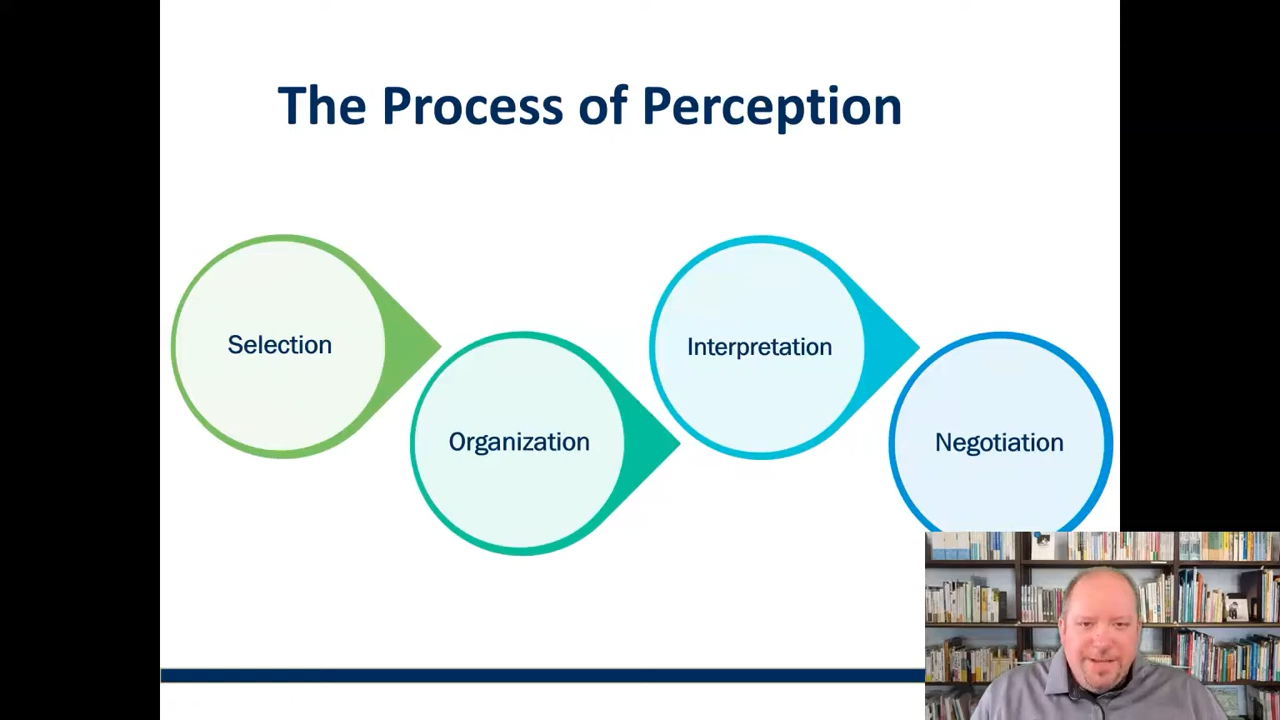 The Process of Perception
Selection
Organization
Interpretation
Negotiation